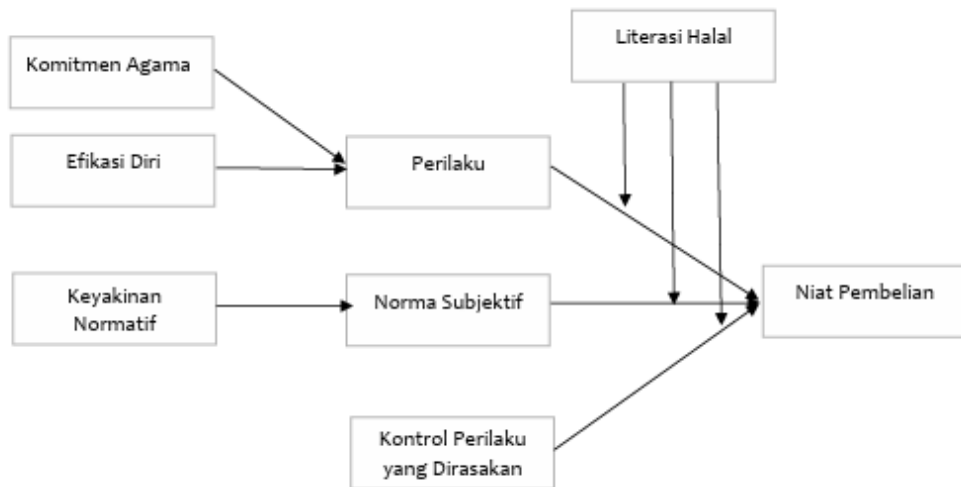 Literasi Halal
Komitmen Agama
Efikasi Diri
Perilaku
Keyakinan
Normatif
Norma Subjektif
Niat Pembelian
Kontrol Perilaku
yang Dirasakan